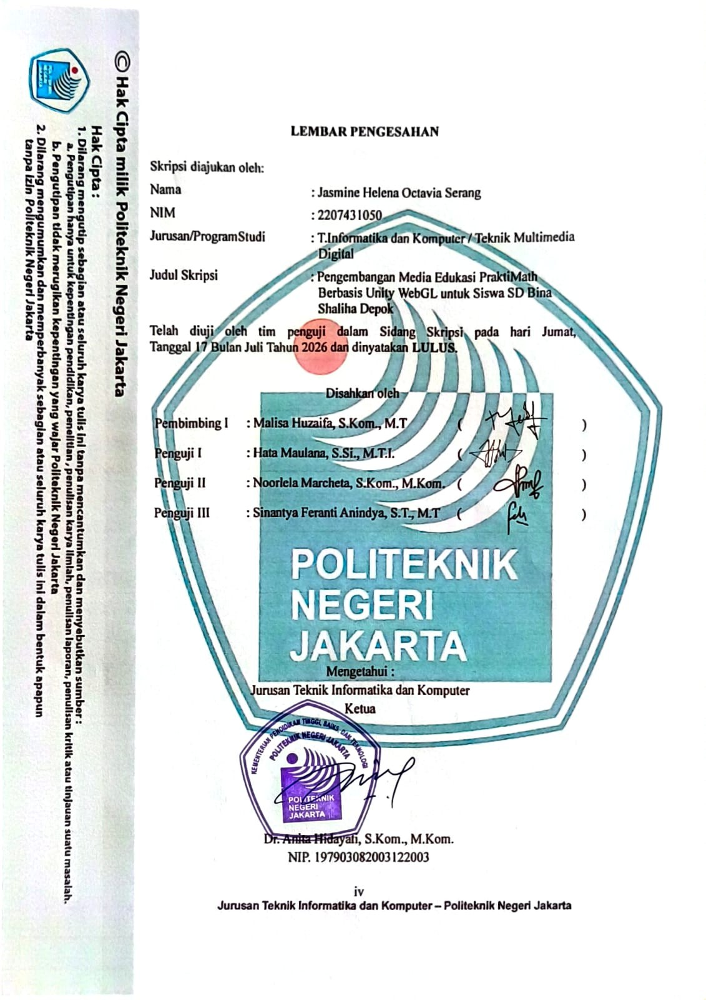 © Hak Cipta milik Politeknik Negeri Jakarta
Hak Cipta :
1. Dilarang mengutip sebagian atau seluruh karya tulis ini tanpa mencantumkan dan menyebutkan sumber :
a. Pengutipan hanya untuk kepentingan pendidikan, penelitian , penulisan karya ilmiah, penulisan laporan, penulisan kritik atau tinjauan suatu masalah.
b. Pengutipan tidak merugikan kepentingan yang wajar Politeknik Negeri Jakarta
2. Dilarang mengumumkan dan memperbanyak sebagian atau seluruh karya tulis ini dalam bentuk apapun
tanpa izin Politeknik Negeri Jakarta
POLITEKNIK
NEGERI
JAKARTA
LEMBAR PENGESAHAN
Skripsi diajukan oleh:
Nama : Jasmine Helena Octavia Serang
NIM : 2207431050
Jurusan/ProgramStudi : T.Informatika dan Komputer / Teknik Multimedia
Digital
Judul Skripsi : Pengembangan Media Edukasi PraktiMath
Berbasis Unity WebGL untuk Siswa SD Bina
Shaliha Depok
Telah diuji oleh tim penguji dalam Sidang Skripsi pada hari Jumat,
Tanggal 17 Bulan Juli Tahun 2026 dan dinyatakan LULUS.
Disahkan oleh
Pembimbing I : Malisa Huzaifa, S.Kom., M.T ( )
Penguji I : Hata Maulana, S.Si., M.T.I. ( )
Penguji II : Noorlela Marcheta, S.Kom., M.Kom. ( )
Penguji III : Sinantya Feranti Anindya, S.T., M.T ( )
POLITEKNIK
NEGERI
JAKARTA
Mengetahui :
Jurusan Teknik Informatika dan Komputer
Ketua
KEMENTERIAN PENDIDIKAN TINGGI, SAINS, DAN TEKNOLOGI
POLITEKNIK NEGERI JAKARTA
POLITEKNIK
NEGERI
JAKARTA
Dr. Anita Hidayati, S.Kom., M.Kom.
NIP. 197903082003122003
iv
Jurusan Teknik Informatika dan Komputer – Politeknik Negeri Jakarta